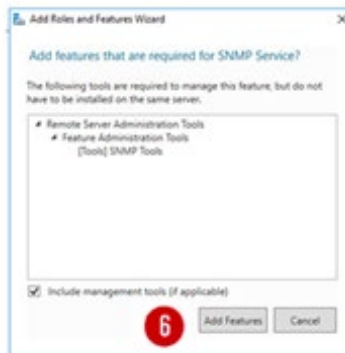 Add Roles and Features Wizard
Add features that are required for SNMP Service?
The following tools are required to manage this feature, but do not
have to be installed on the same server.
Remote Server Administration Tools
Feature Administration Tools
[Tools] SNMP Tools
Include management tools (if applicable)
6
Add Features
Cancel